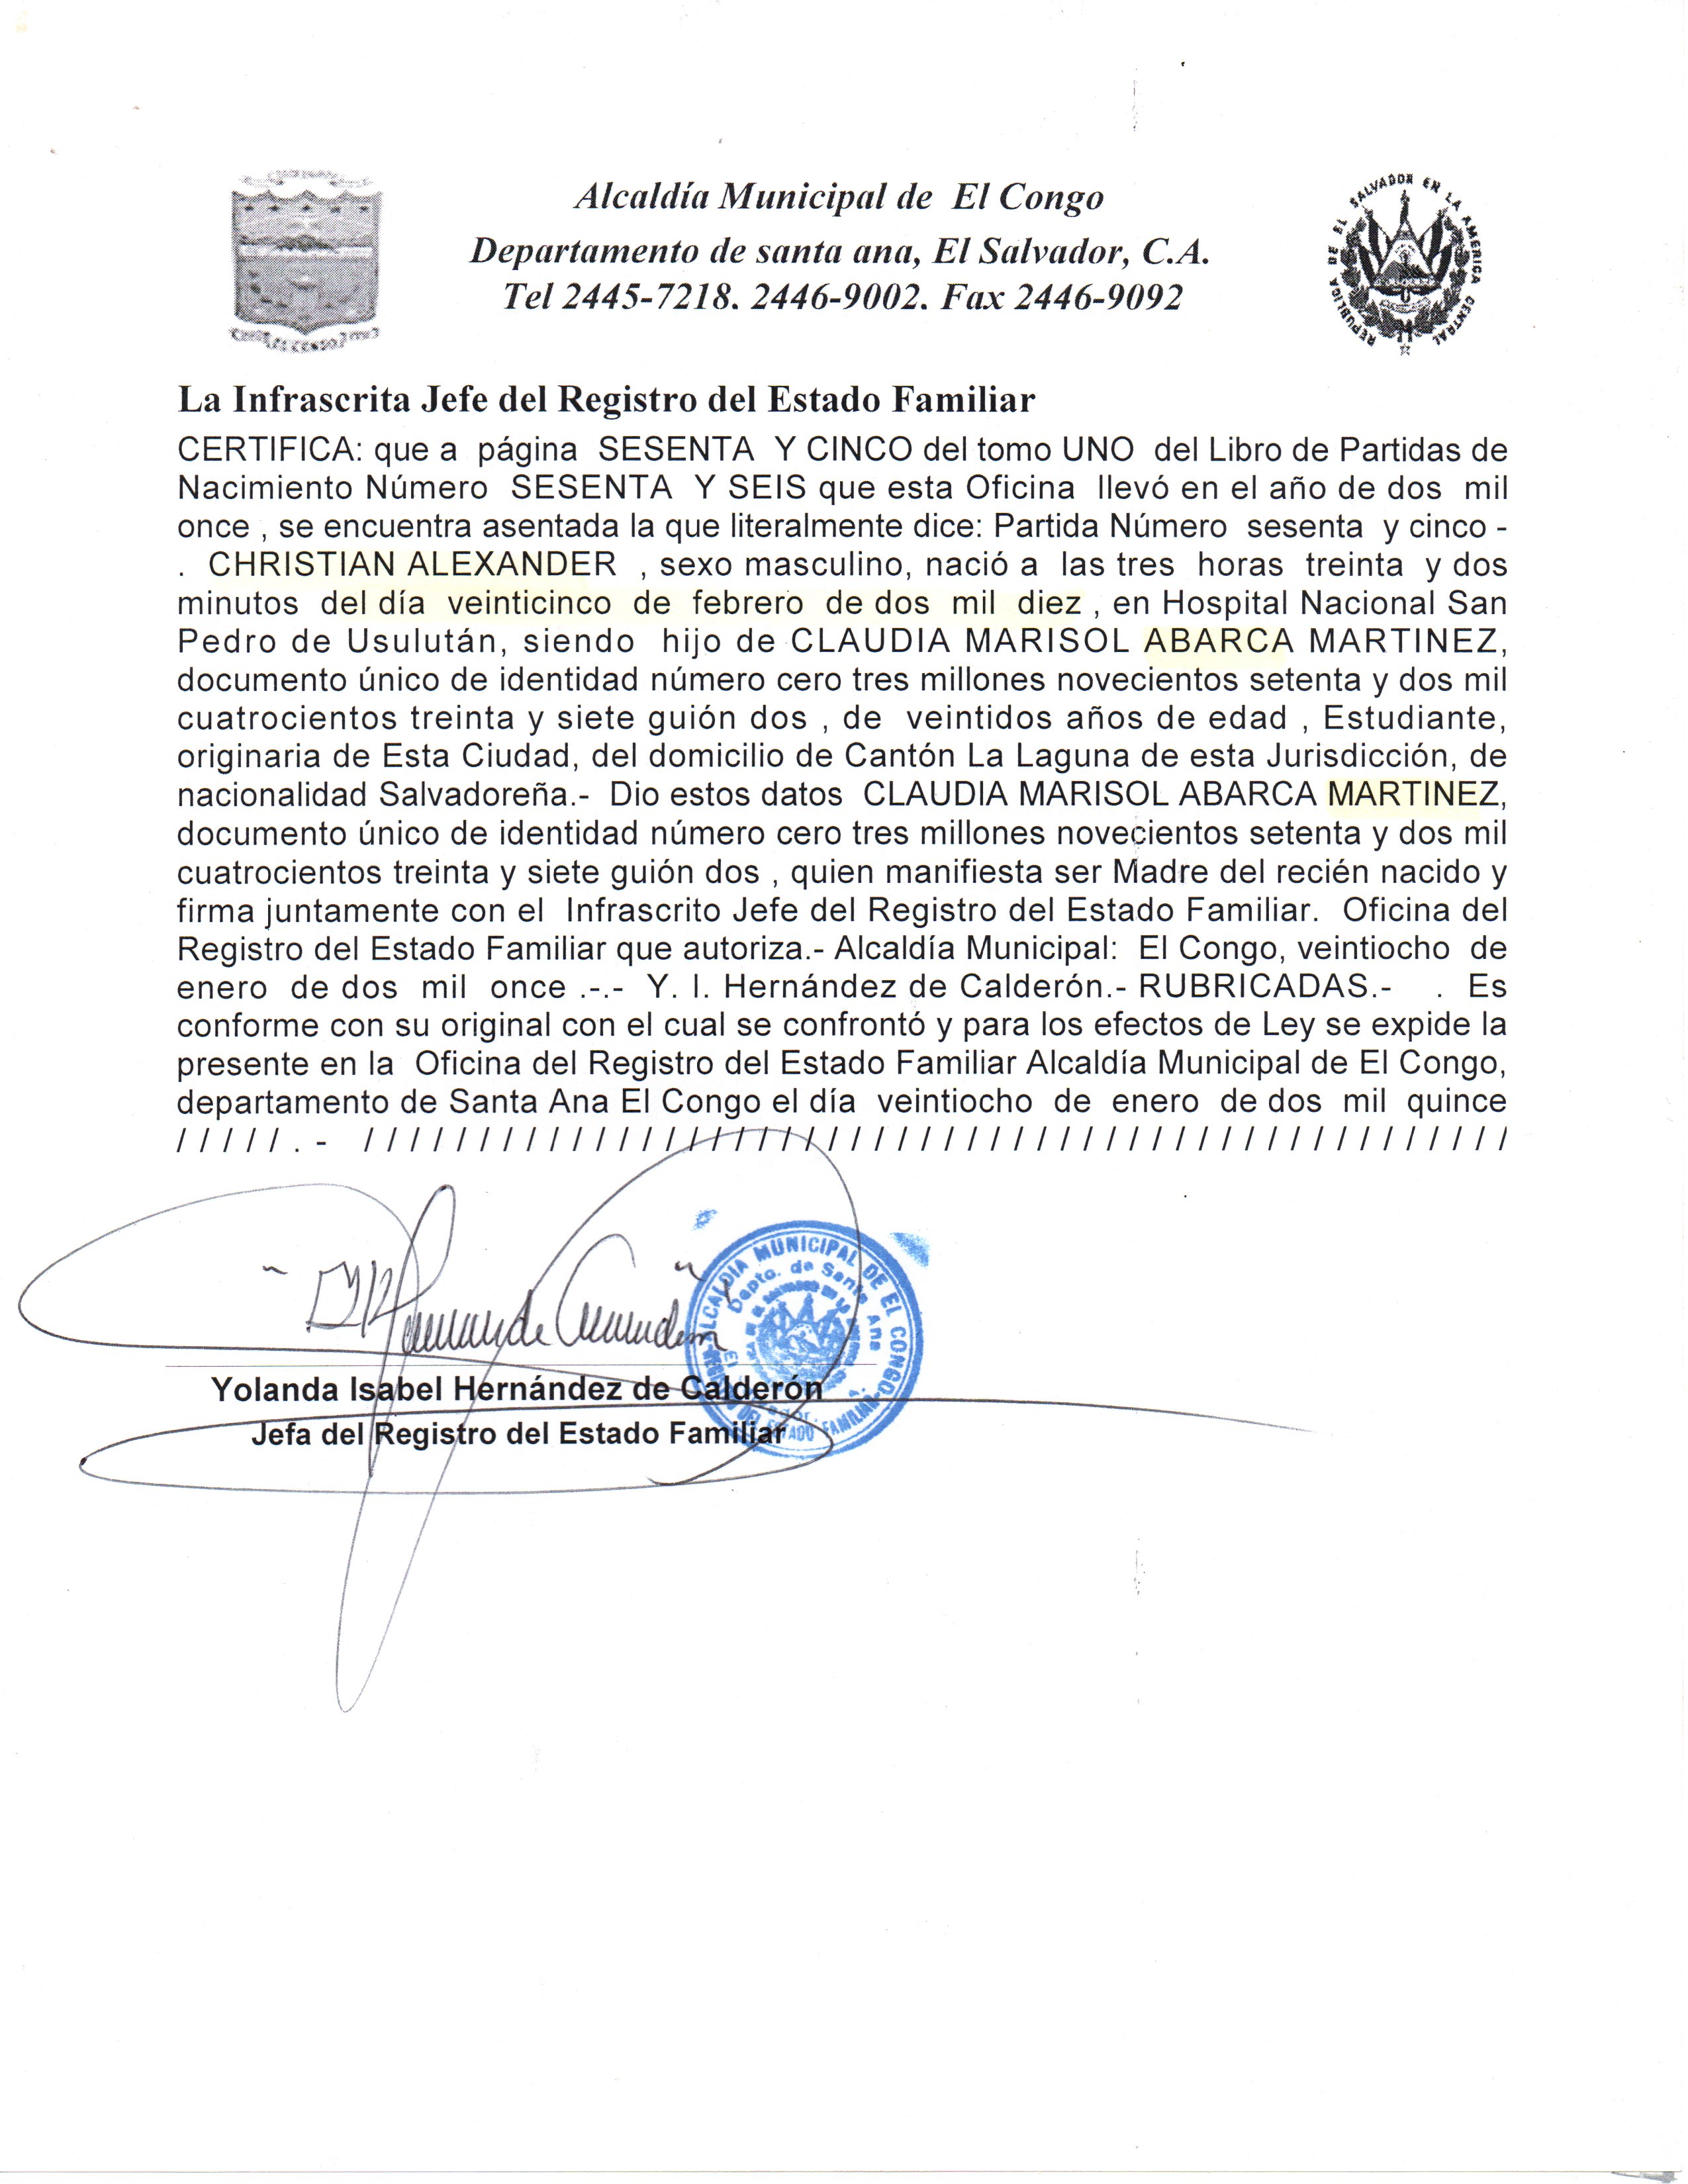 Alcaldía Municipal de El Congo
Departamento de santa ana, El Salvador, C.A.
Tel 2445-7218. 2446-9002. Fax 2446-9092
REPUBLICA DE EL SALVADOR EN LA AMERICA CENTRAL
EL CONGO
La Infrascrita Jefe del Registro del Estado Familiar
CERTIFICA: que a página SESENTA Y CINCO del tomo UNO del Libro de Partidas de
Nacimiento Número SESENTA Y SEIS que esta Oficina llevó en el año de dos mil
once , se encuentra asentada la que literalmente dice: Partida Número sesenta y cinco -
. CHRISTIAN ALEXANDER , sexo masculino, nació a las tres horas treinta y dos
minutos del día veinticinco de febrero de dos mil diez , en Hospital Nacional San
Pedro de Usulután, siendo hijo de CLAUDIA MARISOL ABARCA MARTINEZ,
documento único de identidad número cero tres millones novecientos setenta y dos mil
cuatrocientos treinta y siete guión dos , de veintidos años de edad , Estudiante,
originaria de Esta Ciudad, del domicilio de Cantón La Laguna de esta Jurisdicción, de
nacionalidad Salvadoreña.- Dio estos datos CLAUDIA MARISOL ABARCA MARTINEZ,
documento único de identidad número cero tres millones novecientos setenta y dos mil
cuatrocientos treinta y siete guión dos , quien manifiesta ser Madre del recién nacido y
firma juntamente con el Infrascrito Jefe del Registro del Estado Familiar. Oficina del
Registro del Estado Familiar que autoriza.- Alcaldía Municipal: El Congo, veintiocho de
enero de dos mil once .-.- Y. I. Hernández de Calderón.- RUBRICADAS.- . Es
conforme con su original con el cual se confrontó y para los efectos de Ley se expide la
presente en la Oficina del Registro del Estado Familiar Alcaldía Municipal de El Congo,
departamento de Santa Ana El Congo el día veintiocho de enero de dos mil quince
/ / / / / . - / / / / / / / / / / / / / / / / / / / / / / / / / / / / / / / / / / / / / / / / / / / / / / / / / /
ALCALDIA MUNICIPAL DE EL CONGO
Depto. de Santa Ana
REGISTRO DEL ESTADO FAMILIAR
Yolanda Isabel Hernández de Calderón
Jefa del Registro del Estado Familiar